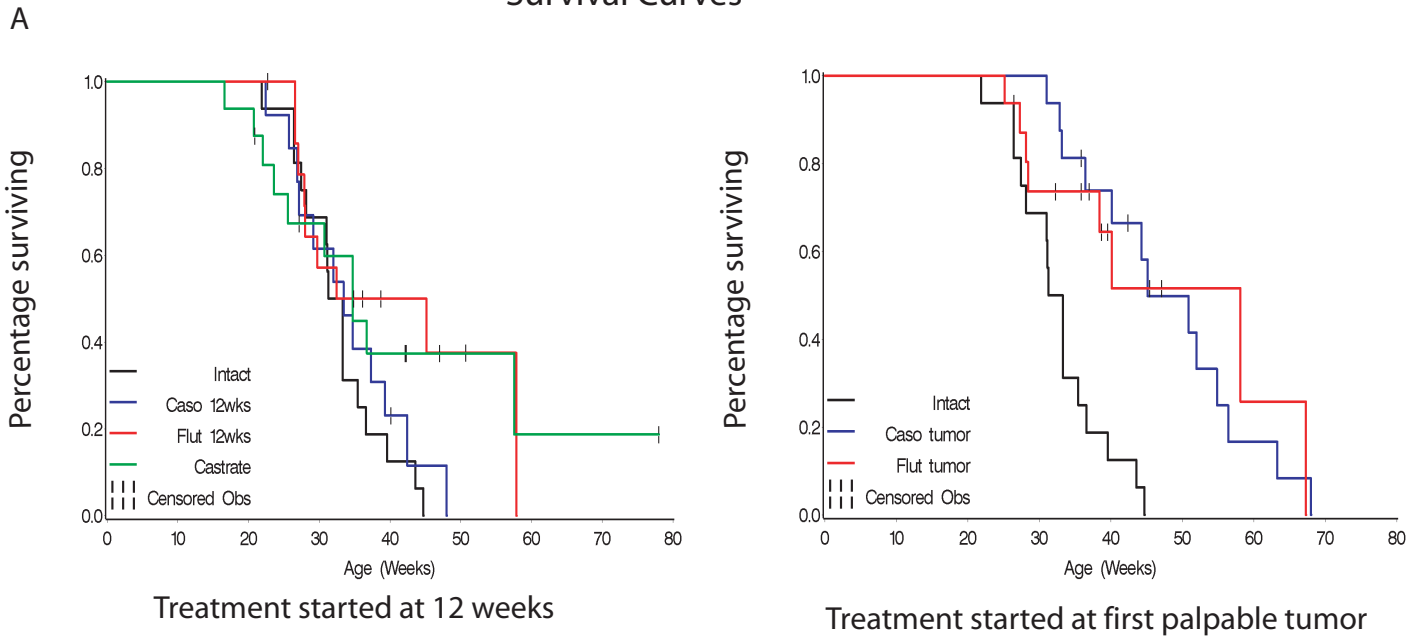 Survival Curves
A
1.0
0.8
0.6
0.4
0.2
0.0
Percentage surviving
Intact
Caso 12wks
Flut 12wks
Castrate
Censored Obs
0 10 20 30 40 50 60 70 80
Age (Weeks)
Treatment started at 12 weeks
1.0
0.8
0.6
0.4
0.2
0.0
Percentage surviving
Intact
Caso tumor
Flut tumor
Censored Obs
0 10 20 30 40 50 60 70 80
Age (Weeks)
Treatment started at first palpable tumor